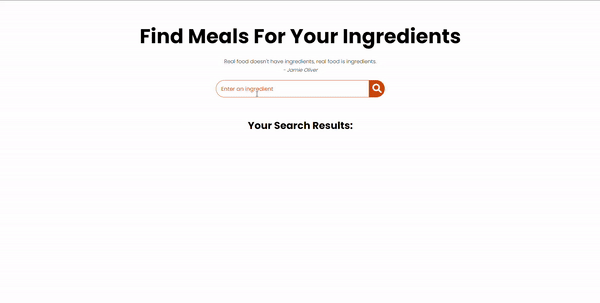 Find Meals For Your Ingredients
Real food doesn't have ingredients, real food is ingredients.
- Jamie Oliver
Enter an Ingredient
Your Search Results: